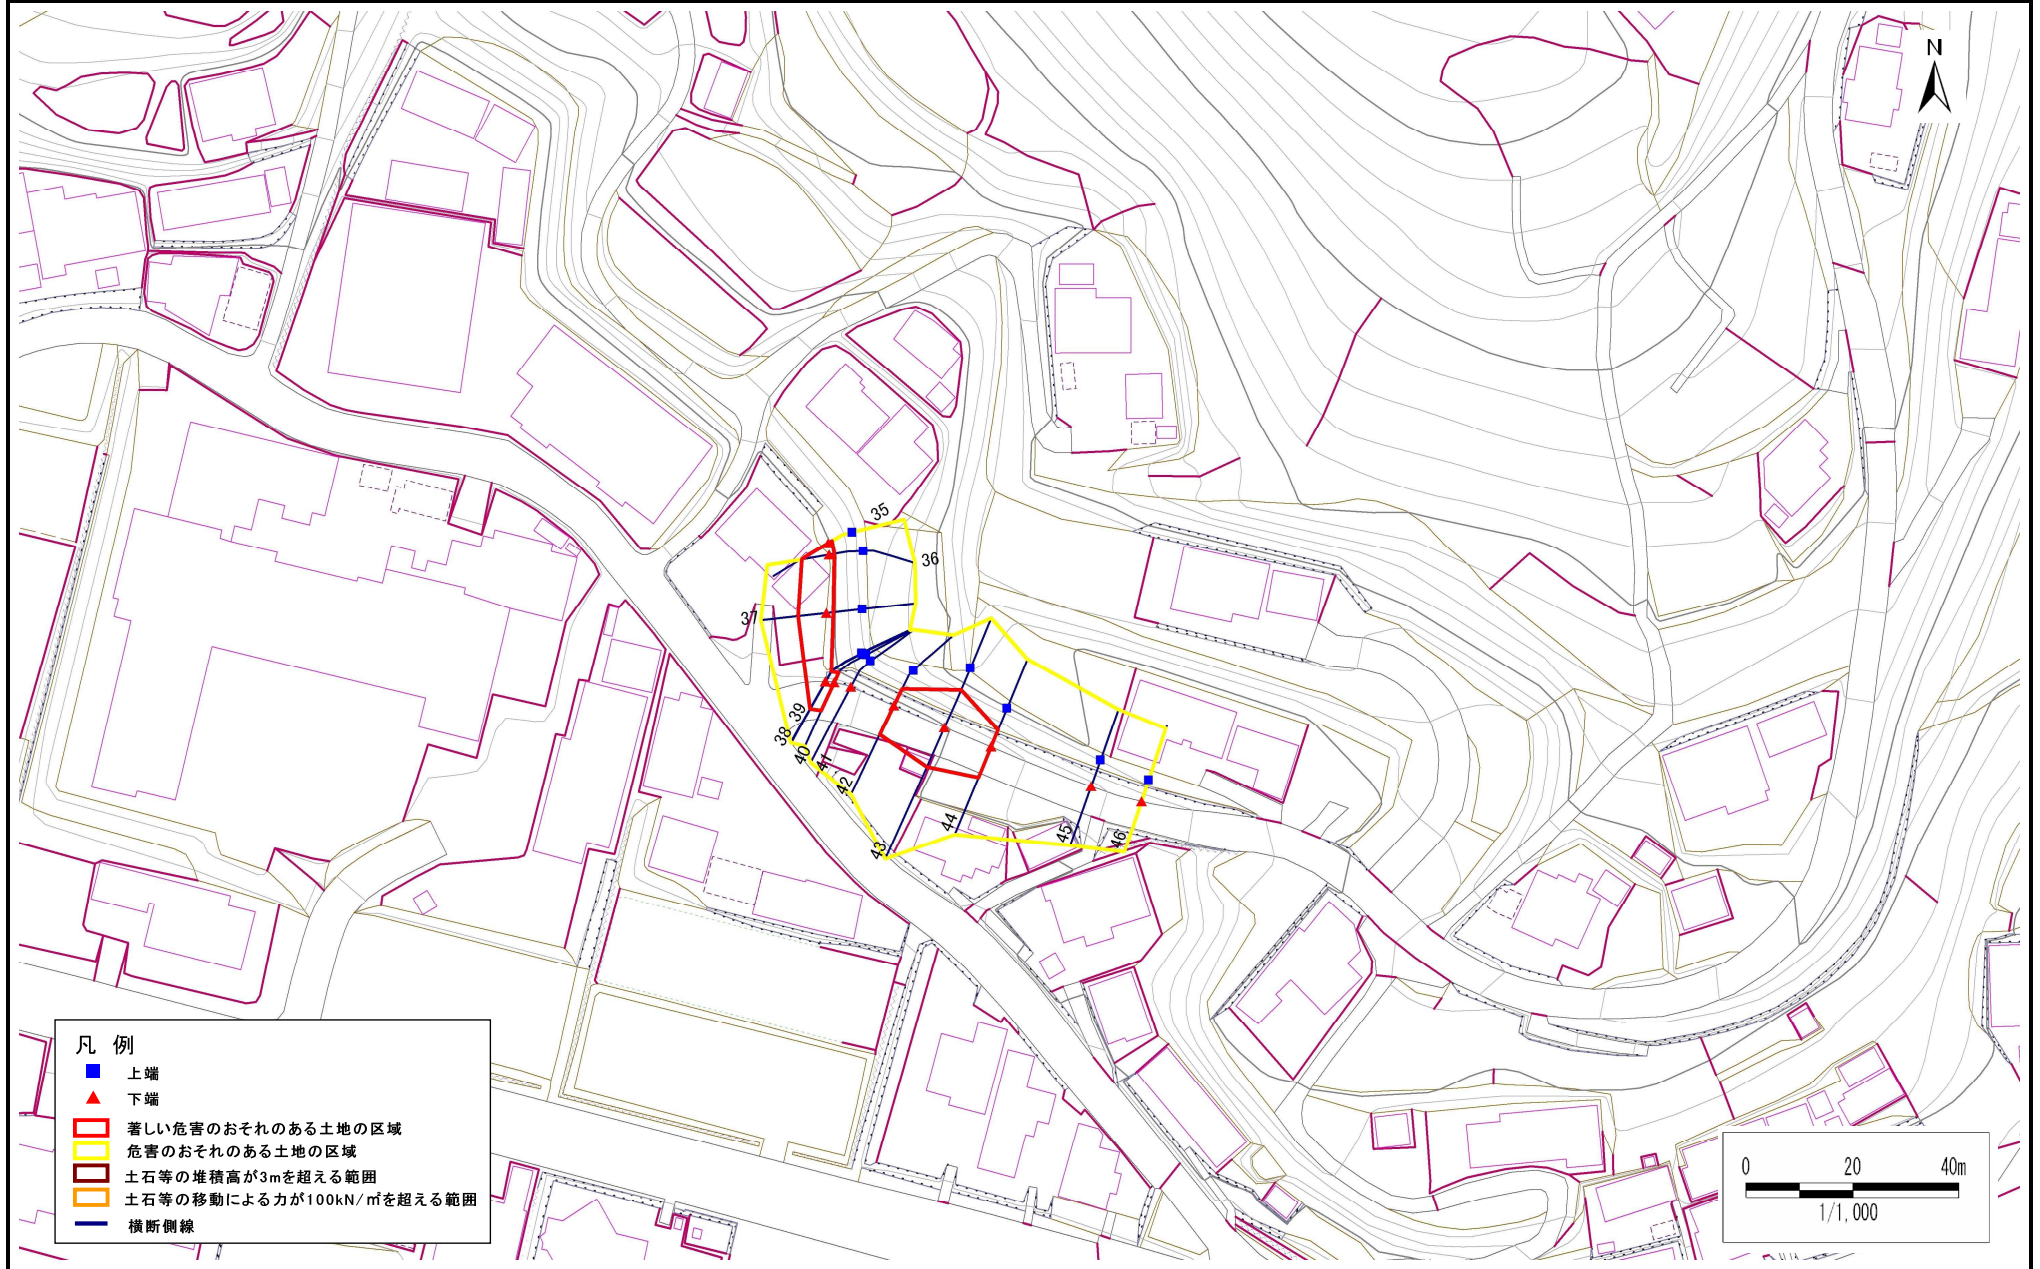 N
35
36
37
38
39
40
41
42
43
44
45
46
凡 例
上端
下端
著しい危害のおそれのある土地の区域
危害のおそれのある土地の区域
土石等の堆積高が3mを超える範囲
土石等の移動による力が100kN/㎡を超える範囲
横断側線
0 20 40m
1/1,000